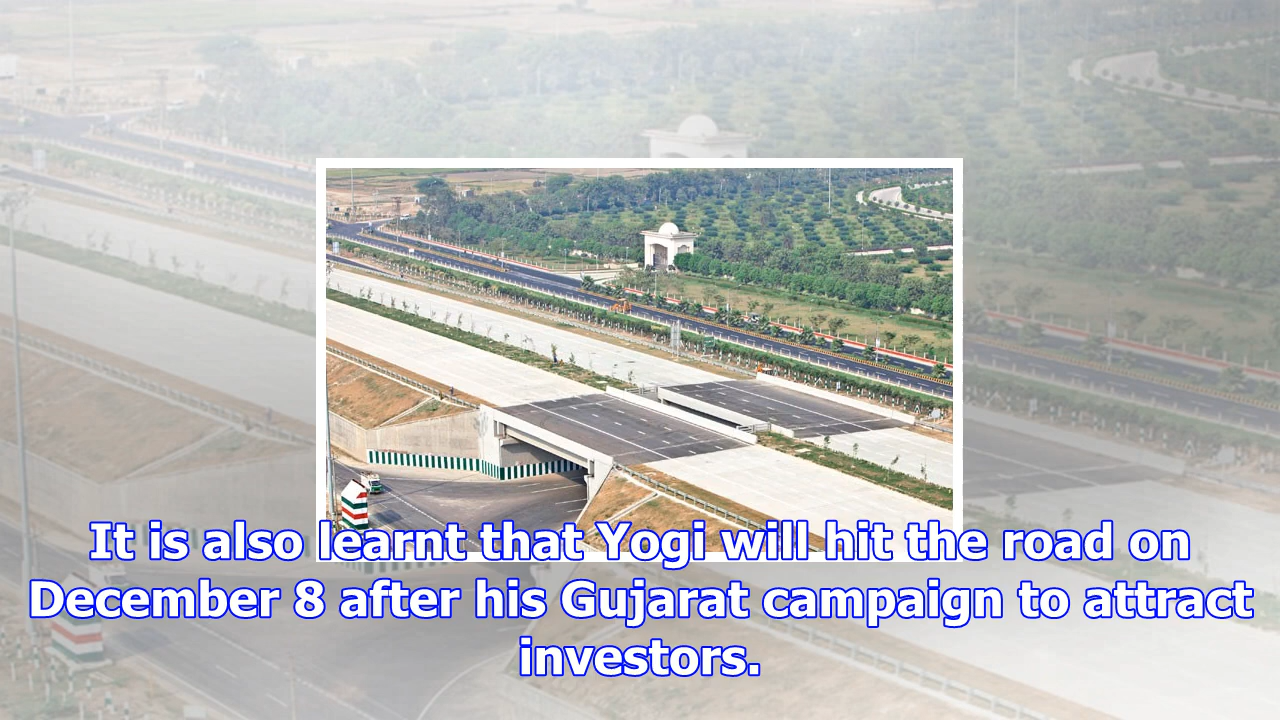 It is also learnt that Yogi will hit the road on
December 8 after his Gujarat campaign to attract
investors.